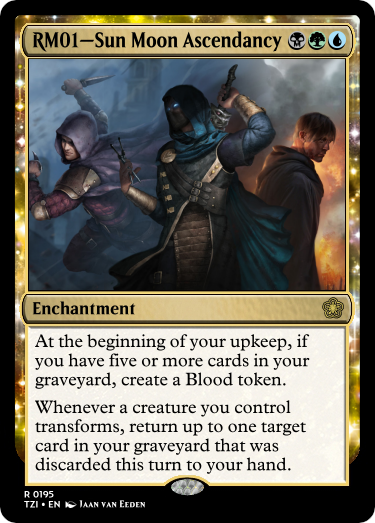 RM01—Sun Moon Ascendancy
Enchantment
At the beginning of your upkeep, if
you have five or more cards in your
graveyard, create a Blood token.
Whenever a creature you control
transforms, return up to one target
card in your graveyard that was
discarded this turn to your hand.
R 0195
TZI • EN Jaan van Eeden